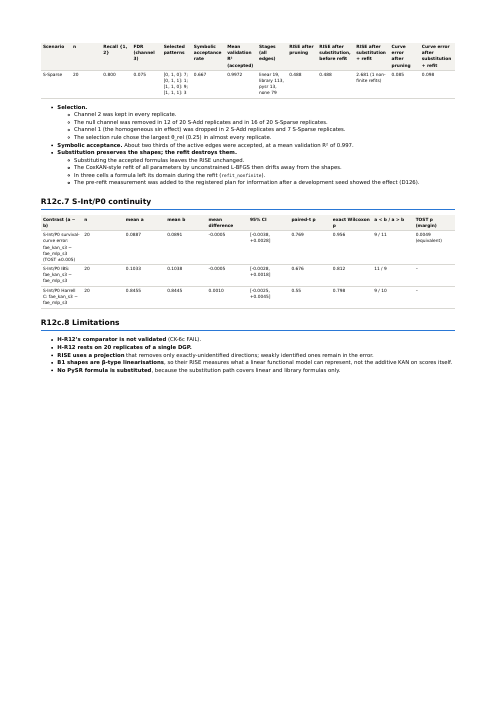 Scenario n Recall {1, 2} FDR (channel 3) Selected patterns Symbolic acceptance rate Mean validation R² (accepted) Stages (all edges) RISE after pruning RISE after substitution, before refit RISE after substitution + refit Curve error after pruning Curve error after substitution + refit
S-Sparse 20 0.800 0.075 [0, 1, 0] 7; [0, 1, 1] 1; [1, 1, 0] 9; [1, 1, 1] 3 0.667 0.9972 linear 19, library 113, pysr 13, none 79 0.488 0.488 2.681 (1 non-finite refits) 0.085 0.098
• Selection.
Channel 2 was kept in every replicate.
The null channel was removed in 12 of 20 S-Add replicates and in 16 of 20 S-Sparse replicates.
Channel 1 (the homogeneous sin effect) was dropped in 2 S-Add replicates and 7 S-Sparse replicates.
The selection rule chose the largest θ_rel (0.25) in almost every replicate.
• Symbolic acceptance. About two thirds of the active edges were accepted, at a mean validation R² of 0.997.
• Substitution preserves the shapes; the refit destroys them.
Substituting the accepted formulas leaves the RISE unchanged.
The CoxKAN-style refit of all parameters by unconstrained L-BFGS then drifts away from the shapes.
In three cells a formula left its domain during the refit (refit_nonfinite).
The pre-refit measurement was added to the registered plan for information after a development seed showed the effect (D126).
R12c.7 S-Int/P0 continuity
Contrast (a − b) n mean a mean b mean difference 95% CI paired-t p exact Wilcoxon p a < b / a > b TOST p (margin)
S-Int/P0 survival-curve error: fae_kan_s3 − fae_mlp_s3 (TOST ±0.005) 20 0.0887 0.0891 -0.0005 [-0.0038, +0.0028] 0.769 0.956 9 / 11 0.0049 (equivalent)
S-Int/P0 IBS: fae_kan_s3 − fae_mlp_s3 20 0.1033 0.1038 -0.0005 [-0.0028, +0.0018] 0.676 0.812 11 / 9 –
S-Int/P0 Harrell C: fae_kan_s3 − fae_mlp_s3 20 0.8455 0.8445 0.0010 [-0.0025, +0.0045] 0.55 0.798 9 / 10 –
R12c.8 Limitations
• H-R12's comparator is not validated (CK-6c FAIL).
• H-R12 rests on 20 replicates of a single DGP.
• RISE uses a projection that removes only exactly-unidentified directions; weakly identified ones remain in the error.
• B1 shapes are β-type linearisations, so their RISE measures what a linear functional model can represent, not the additive KAN on scores itself.
• No PySR formula is substituted, because the substitution path covers linear and library formulas only.